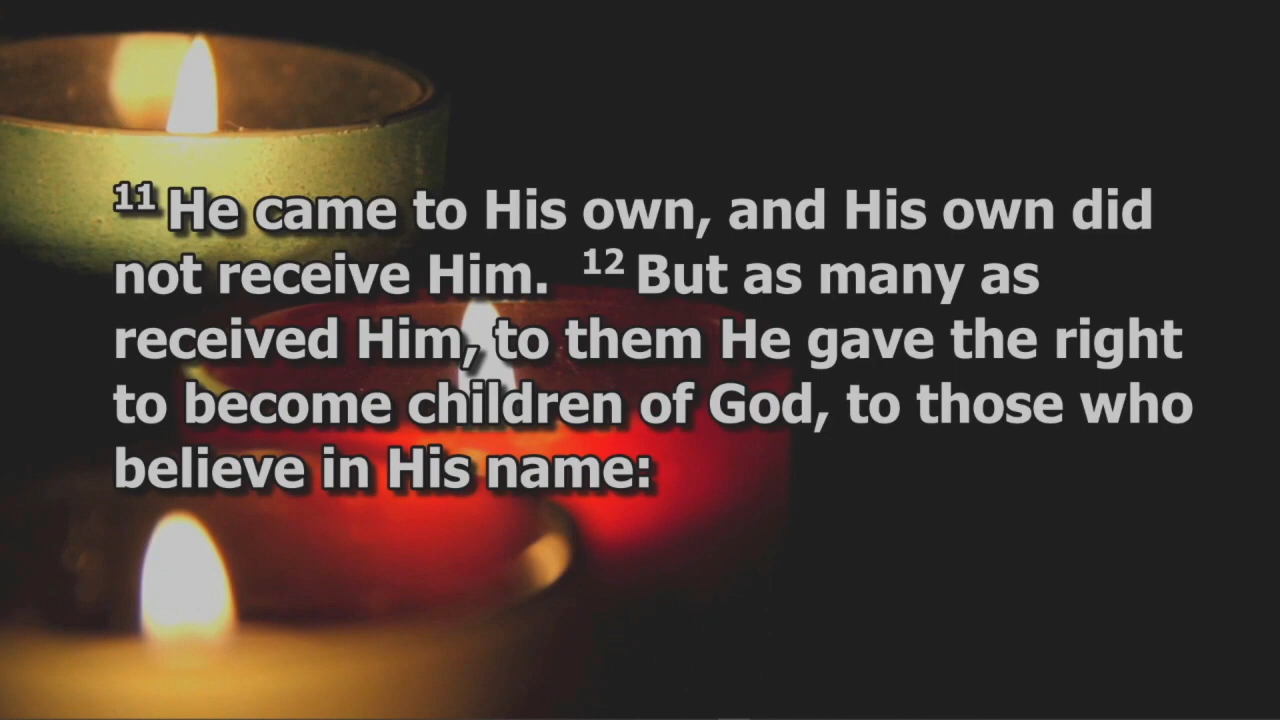 11 He came to His own, and His own did
not receive Him. 12 But as many as
received Him, to them He gave the right
to become children of God, to those who
believe in His name: